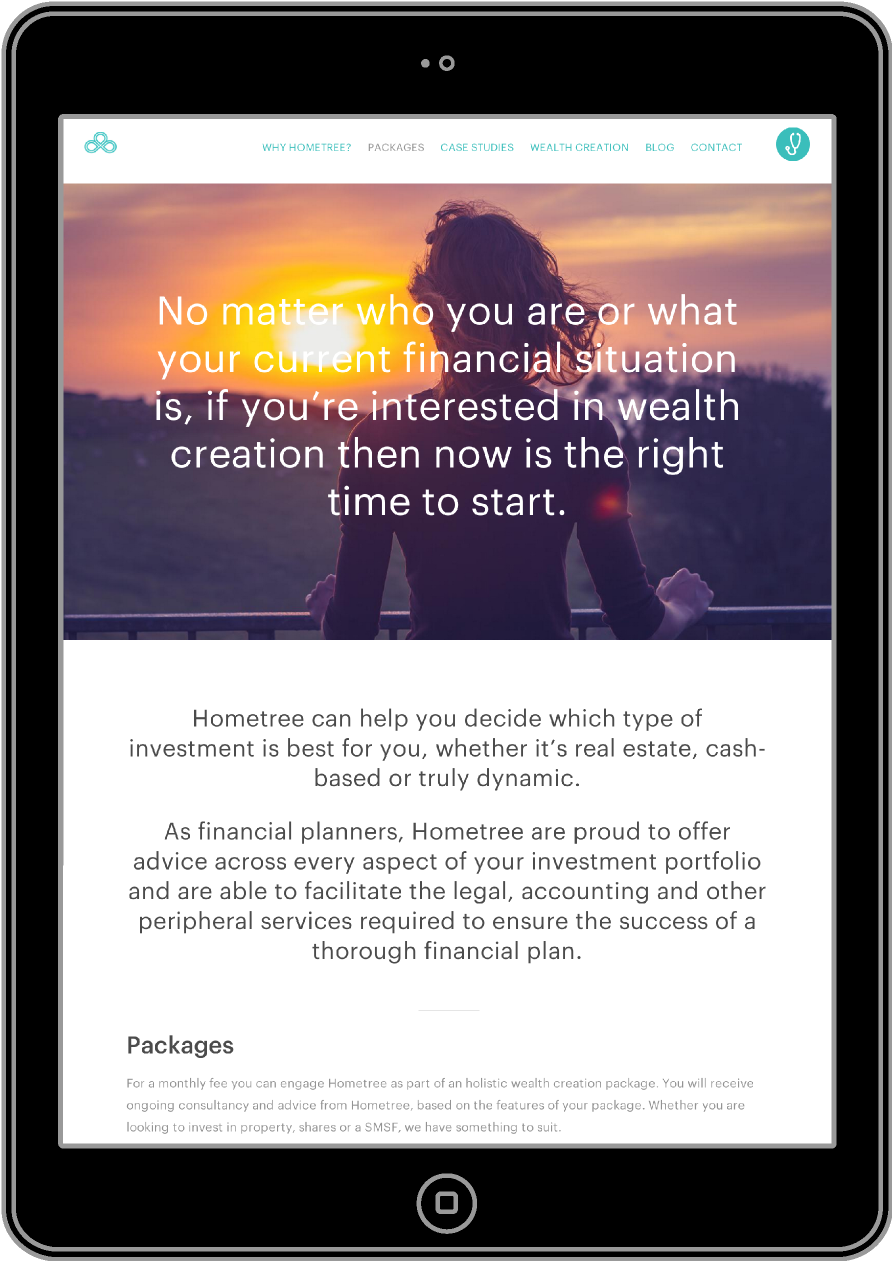 WHY HOMETREE? PACKAGES CASE STUDIES WEALTH CREATION BLOG CONTACT
No matter who you are or what
your current financial situation
is, if you’re interested in wealth
creation then now is the right
time to start.
Hometree can help you decide which type of
investment is best for you, whether it’s real estate, cash-
based or truly dynamic.
As financial planners, Hometree are proud to offer
advice across every aspect of your investment portfolio
and are able to facilitate the legal, accounting and other
peripheral services required to ensure the success of a
thorough financial plan.
Packages
For a monthly fee you can engage Hometree as part of an holistic wealth creation package. You will receive
ongoing consultancy and advice from Hometree, based on the features of your package. Whether you are
looking to invest in property, shares or a SMSF, we have something to suit.